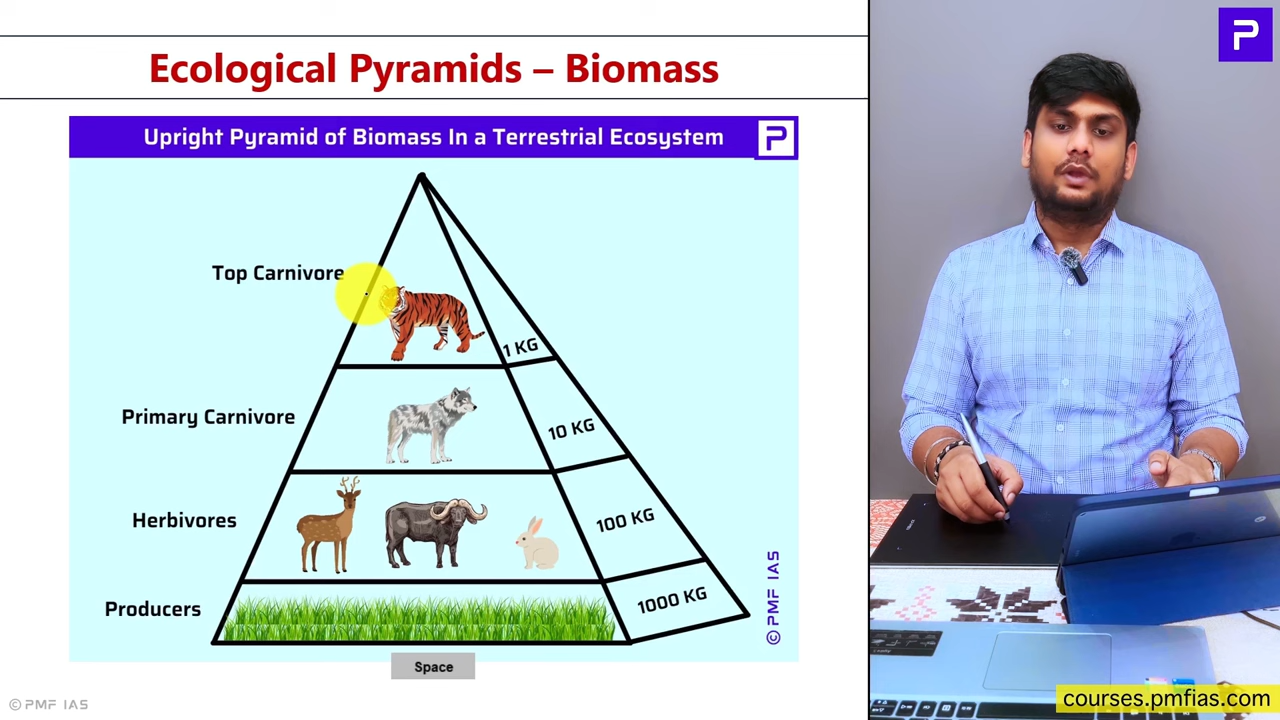 P
Ecological Pyramids – Biomass
Upright Pyramid of Biomass In a Terrestrial Ecosystem
P
Top Carnivore
1 KG
Primary Carnivore
10 KG
Herbivores
100 KG
Producers
1000 KG
© PMF IAS
Space
© PMF IAS
courses.pmfias.com